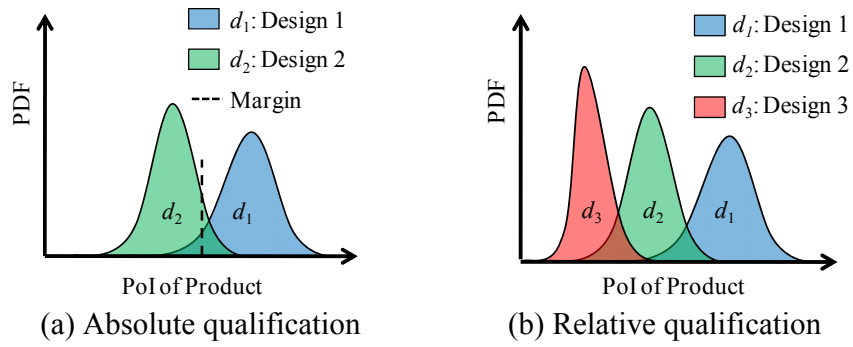 d₁: Design 1
d₂: Design 2
Margin
PDF
d₂
d₁
PoI of Product
(a) Absolute qualification
d₁: Design 1
d₂: Design 2
d₃: Design 3
PDF
d₃
d₂
d₁
PoI of Product
(b) Relative qualification